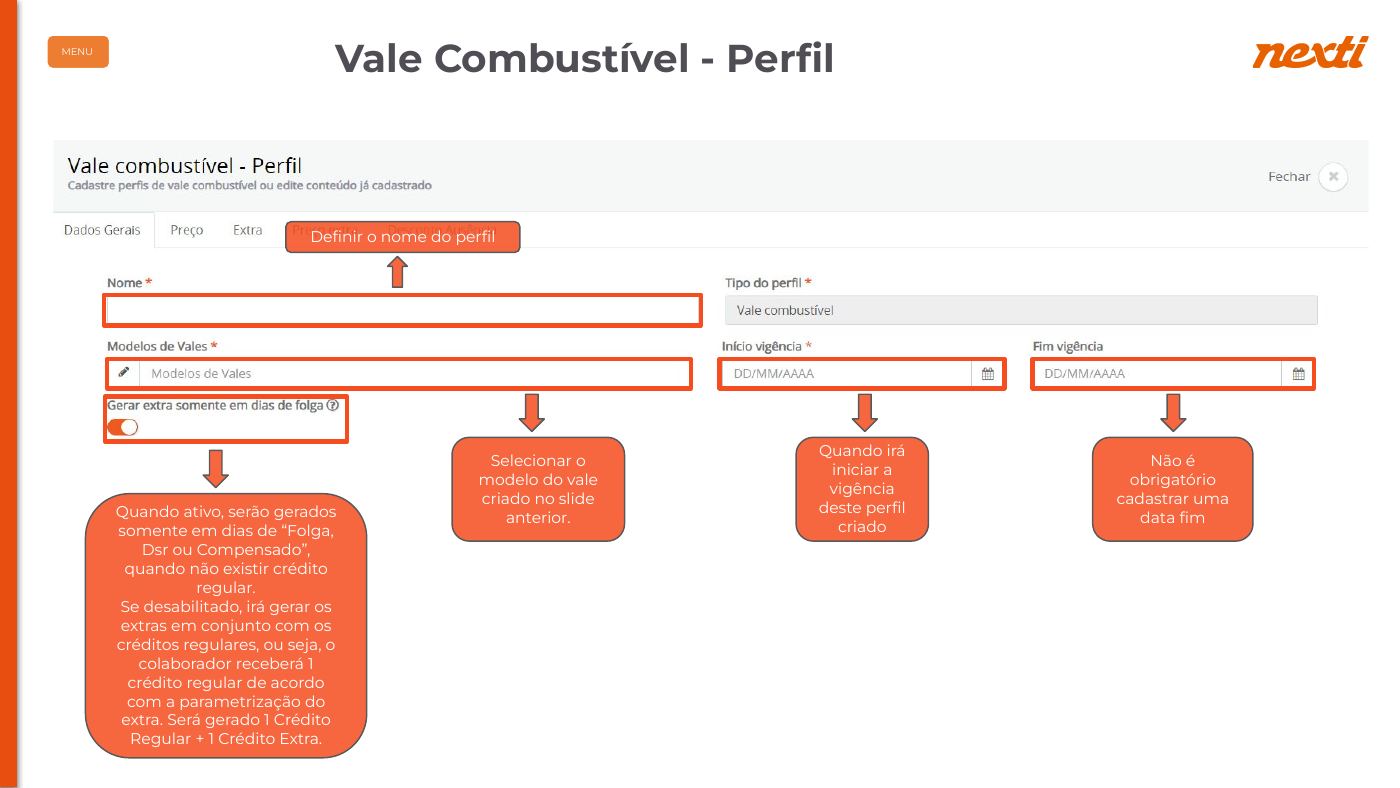 MENU
Vale Combustível - Perfil
nexti
Vale combustível - Perfil
Cadastre perfis de vale combustível ou edite conteúdo já cadastrado
Fechar
Dados Gerais
Preço
Extra
Definir o nome do perfil
Nome *
Tipo do perfil *
Vale combustível
Modelos de Vales *
Início vigência *
Fim vigência
Modelos de Vales
DD/MM/AAAA
DD/MM/AAAA
Gerar extra somente em dias de folga
Selecionar o
modelo do vale
criado no slide
anterior.
Quando irá
iniciar a
vigência
deste perfil
criado
Não é
obrigatório
cadastrar uma
data fim
Quando ativo, serão gerados
somente em dias de “Folga,
Dsr ou Compensado”,
quando não existir crédito
regular.
Se desabilitado, irá gerar os
extras em conjunto com os
créditos regulares, ou seja, o
colaborador receberá 1
crédito regular de acordo
com a parametrização do
extra. Será gerado 1 Crédito
Regular + 1 Crédito Extra.